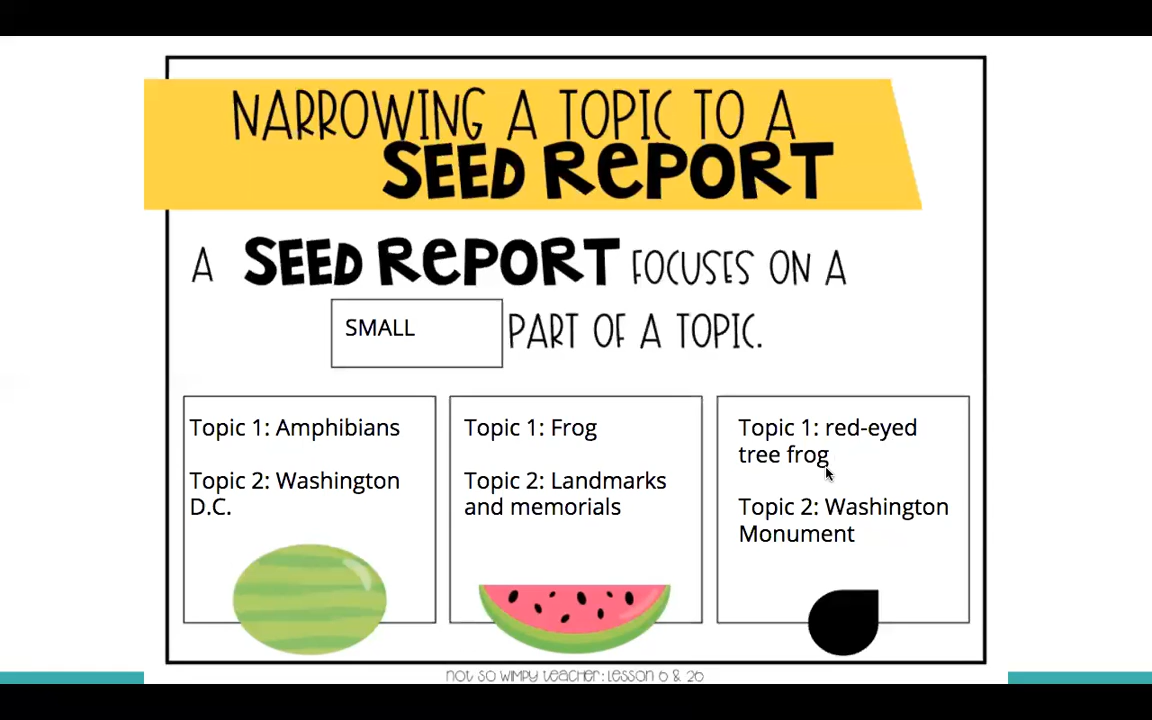 NARROWING A TOPIC TO A
SEED REPORT
A SEED REPORT FOCUSES ON A
SMALL PART OF A TOPIC.
Topic 1: Amphibians
Topic 2: Washington
D.C.
Topic 1: Frog
Topic 2: Landmarks
and memorials
Topic 1: red-eyed
tree frog
Topic 2: Washington
Monument
not so wimpy teacher: Lesson 6 & 26